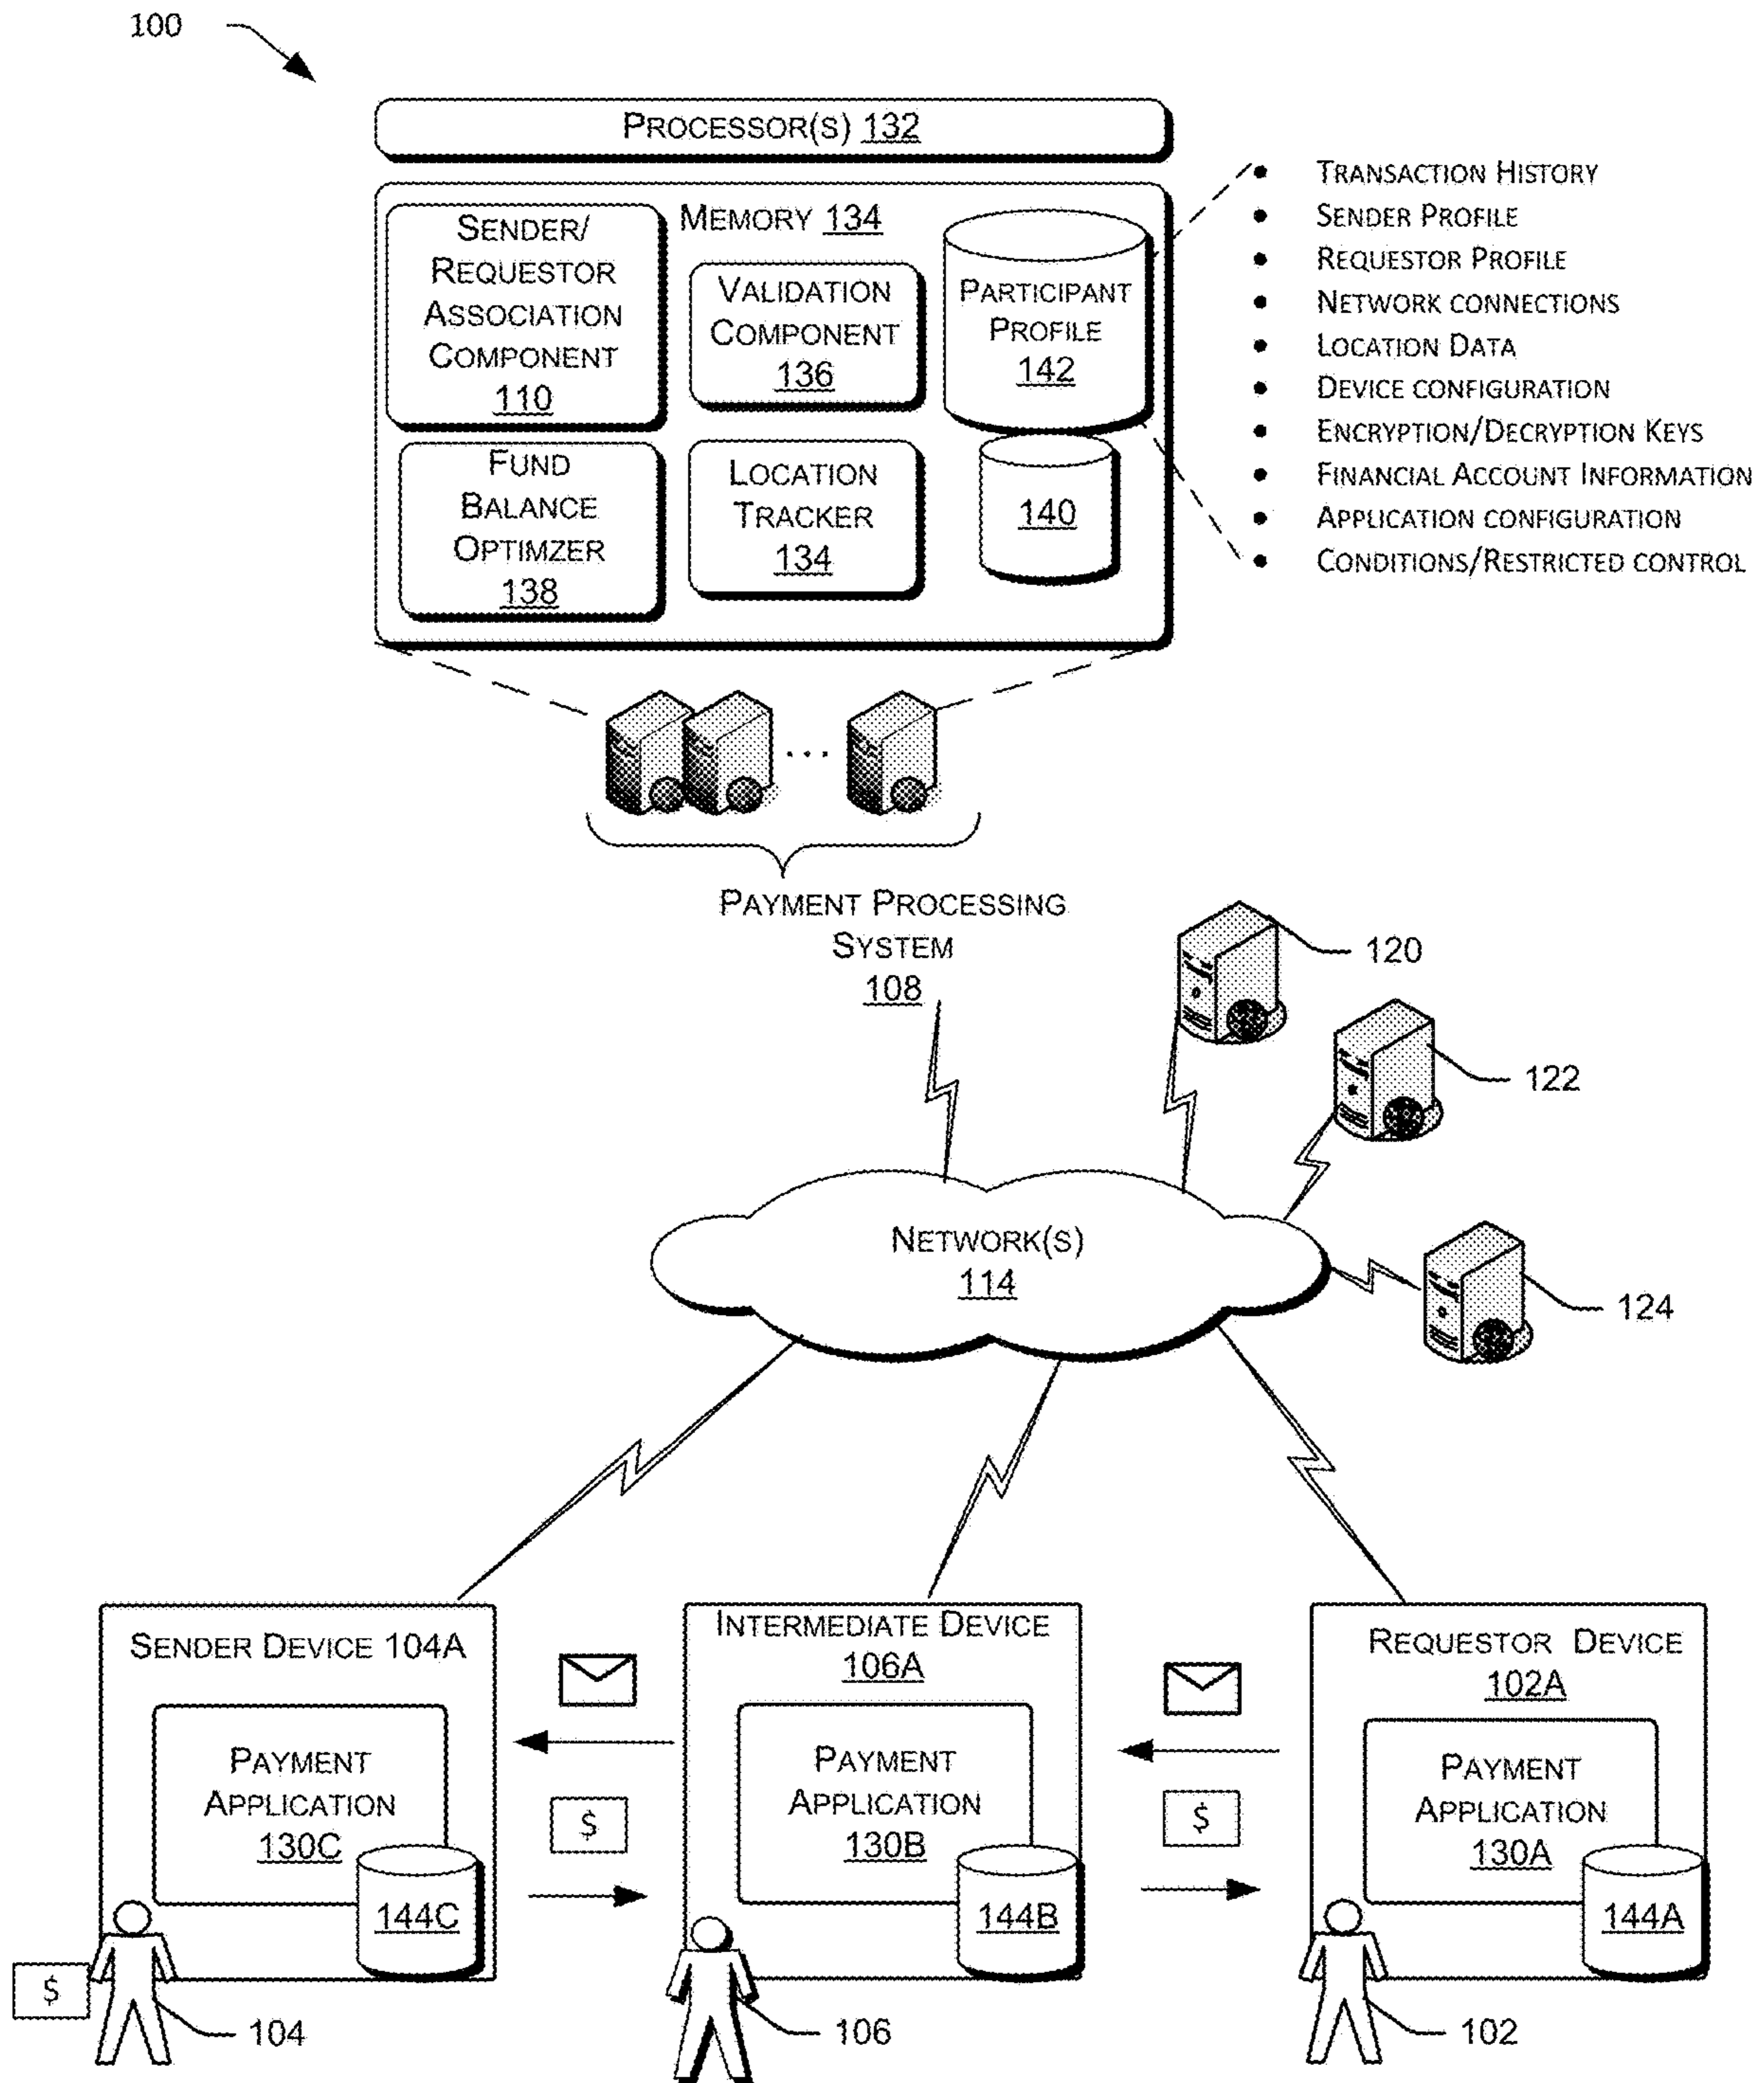 100
PROCESSOR(S) 132
MEMORY 134
SENDER/
REQUESTOR
ASSOCIATION
COMPONENT
110
VALIDATION
COMPONENT
136
PARTICIPANT
PROFILE
142
FUND
BALANCE
OPTIMZER
138
LOCATION
TRACKER
134
140
• TRANSACTION HISTORY
• SENDER PROFILE
• REQUESTOR PROFILE
• NETWORK CONNECTIONS
• LOCATION DATA
• DEVICE CONFIGURATION
• ENCRYPTION/DECRYPTION KEYS
• FINANCIAL ACCOUNT INFORMATION
• APPLICATION CONFIGURATION
• CONDITIONS/RESTRICTED CONTROL
...
PAYMENT PROCESSING
SYSTEM
108
120
122
124
NETWORK(S)
114
SENDER DEVICE 104A
PAYMENT
APPLICATION
130C
144C
$
104
$
INTERMEDIATE DEVICE
106A
PAYMENT
APPLICATION
130B
144B
106
$
REQUESTOR DEVICE
102A
PAYMENT
APPLICATION
130A
144A
102